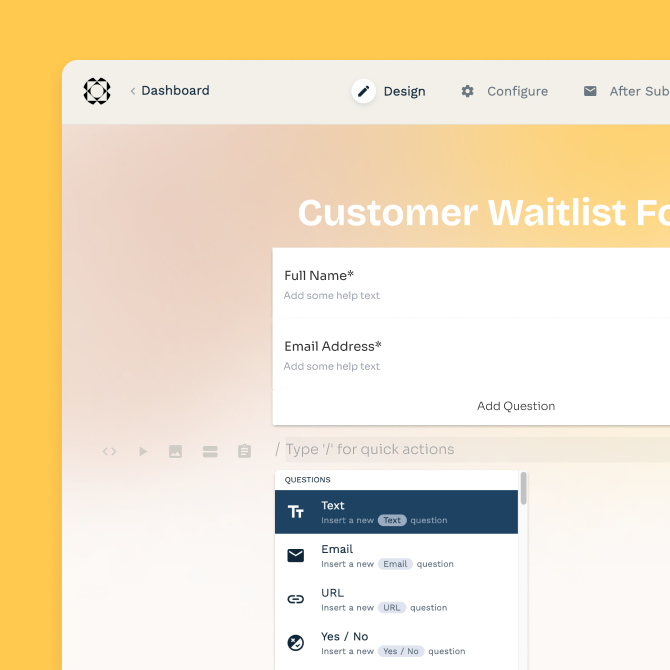 Dashboard
Design
Configure
After Sub
Customer Waitlist Fo
Full Name*
Add some help text
Email Address*
Add some help text
Add Question
/ Type '/' for quick actions
QUESTIONS
Text
Insert a new Text question
Email
Insert a new Email question
URL
Insert a new URL question
Yes / No
Insert a new Yes / No question